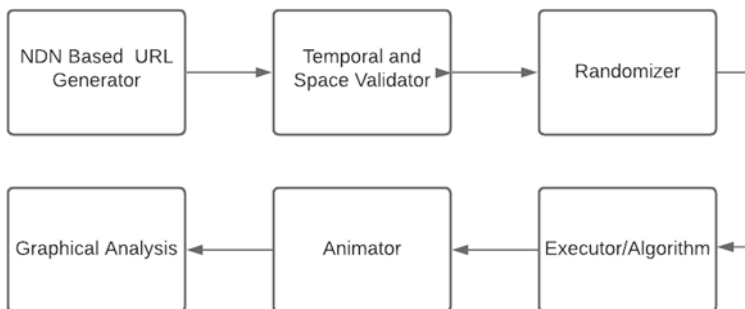 NDN Based  URL
Generator
Temporal and
Space Validator
Randomizer
Graphical Analysis
Animator
Executor/Algorithm